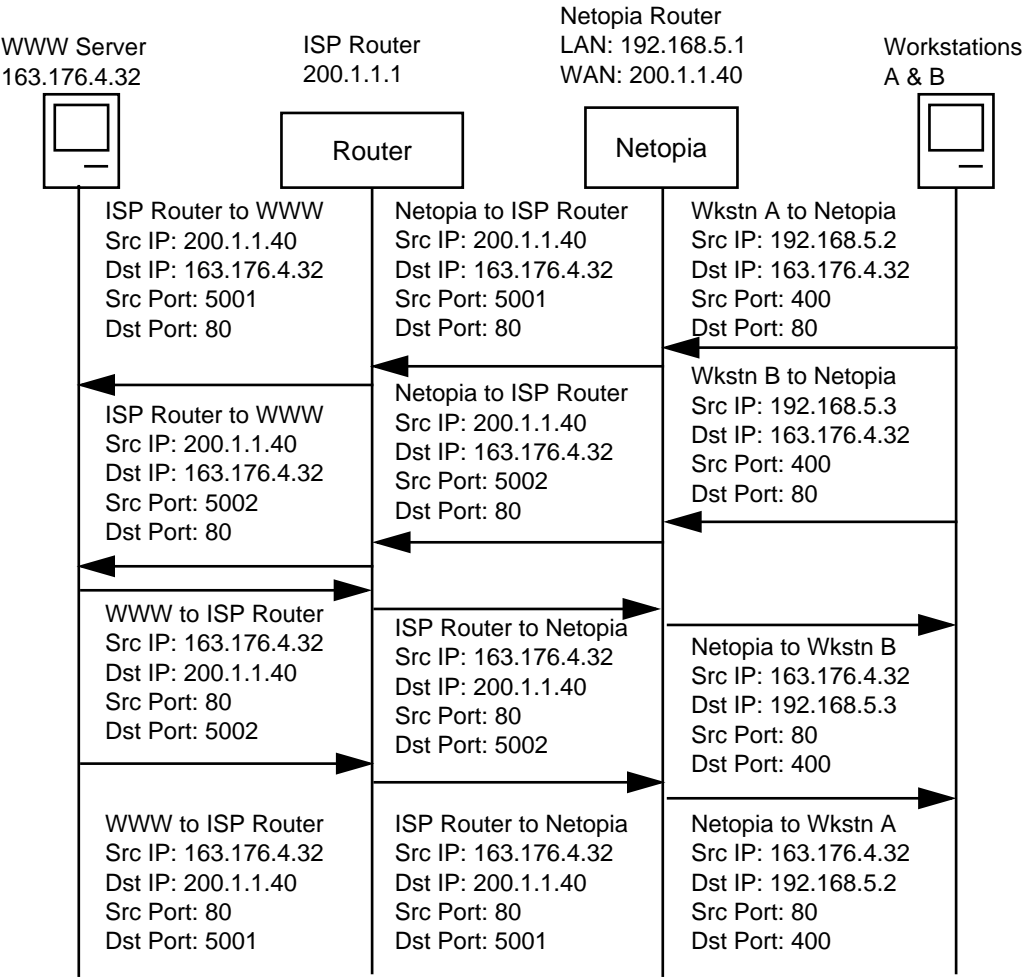 WWW Server
163.176.4.32
ISP Router
200.1.1.1
Netopia Router
LAN: 192.168.5.1
WAN: 200.1.1.40
Workstations
A & B
Router
Netopia
ISP Router to WWW
Src IP: 200.1.1.40
Dst IP: 163.176.4.32
Src Port: 5001
Dst Port: 80
Netopia to ISP Router
Src IP: 200.1.1.40
Dst IP: 163.176.4.32
Src Port: 5001
Dst Port: 80
Wkstn A to Netopia
Src IP: 192.168.5.2
Dst IP: 163.176.4.32
Src Port: 400
Dst Port: 80
ISP Router to WWW
Src IP: 200.1.1.40
Dst IP: 163.176.4.32
Src Port: 5002
Dst Port: 80
Netopia to ISP Router
Src IP: 200.1.1.40
Dst IP: 163.176.4.32
Src Port: 5002
Dst Port: 80
Wkstn B to Netopia
Src IP: 192.168.5.3
Dst IP: 163.176.4.32
Src Port: 400
Dst Port: 80
WWW to ISP Router
Src IP: 163.176.4.32
Dst IP: 200.1.1.40
Src Port: 80
Dst Port: 5002
ISP Router to Netopia
Src IP: 163.176.4.32
Dst IP: 200.1.1.40
Src Port: 80
Dst Port: 5002
Netopia to Wkstn B
Src IP: 163.176.4.32
Dst IP: 192.168.5.3
Src Port: 80
Dst Port: 400
WWW to ISP Router
Src IP: 163.176.4.32
Dst IP: 200.1.1.40
Src Port: 80
Dst Port: 5001
ISP Router to Netopia
Src IP: 163.176.4.32
Dst IP: 200.1.1.40
Src Port: 80
Dst Port: 5001
Netopia to Wkstn A
Src IP: 163.176.4.32
Dst IP: 192.168.5.2
Src Port: 80
Dst Port: 400